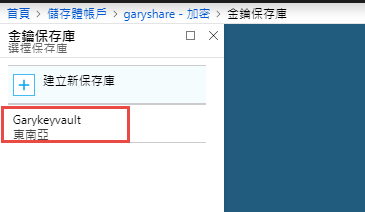 首頁 > 儲存體帳戶 > garyshare - 加密 > 金鑰保存庫
金鑰保存庫
選擇保存庫
建立新保存庫
Garykeyvault
東南亞